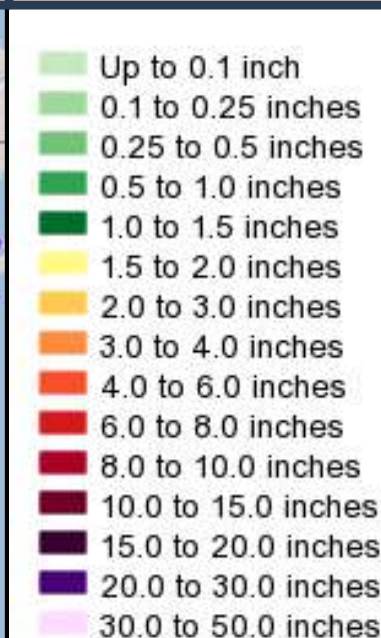 Up to 0.1 inch
0.1 to 0.25 inches
0.25 to 0.5 inches
0.5 to 1.0 inches
1.0 to 1.5 inches
1.5 to 2.0 inches
2.0 to 3.0 inches
3.0 to 4.0 inches
4.0 to 6.0 inches
6.0 to 8.0 inches
8.0 to 10.0 inches
10.0 to 15.0 inches
15.0 to 20.0 inches
20.0 to 30.0 inches
30.0 to 50.0 inches